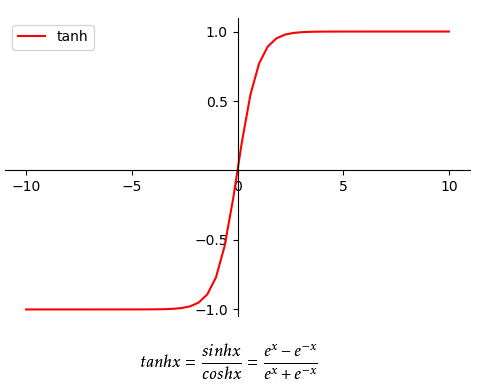 tanh
1.0
0.5
−10 −5 0 5 10
−0.5
−1.0
tanhx = sinhx/coshx = (e^x − e^{−x})/(e^x + e^{−x})